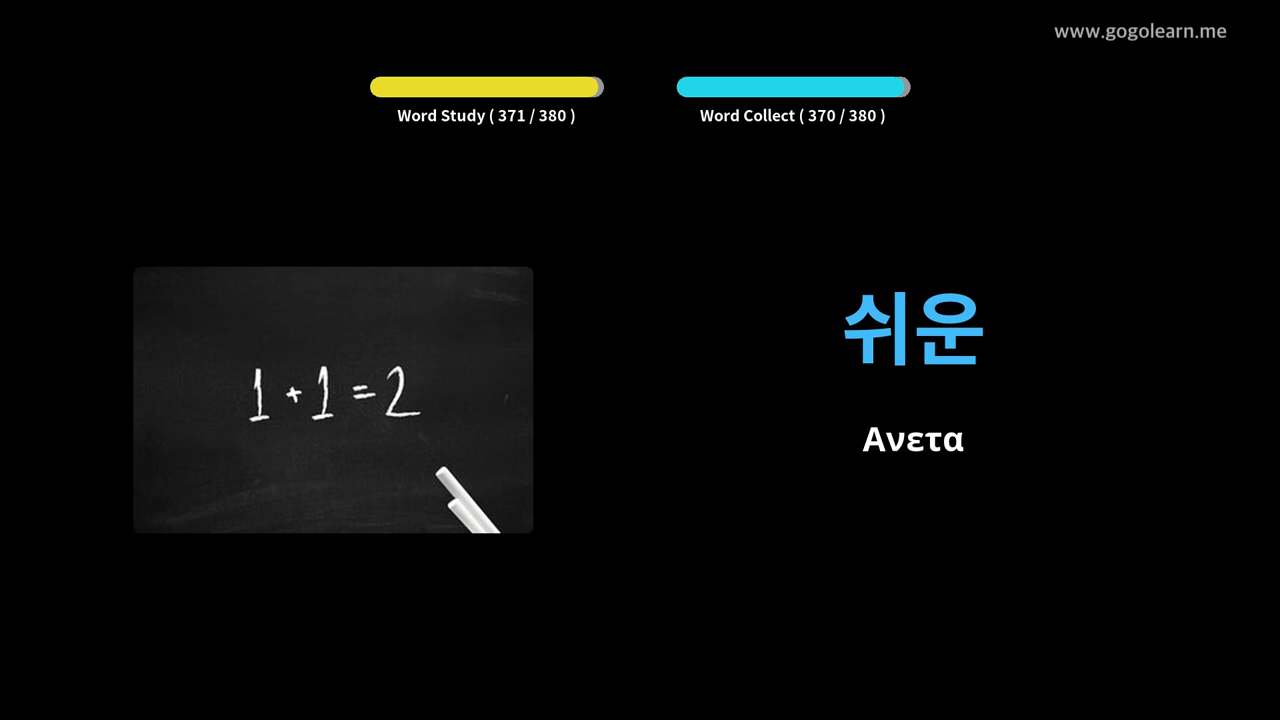 www.gogolearn.me
Word Study ( 371 / 380 )
Word Collect ( 370 / 380 )
1 + 1 = 2
쉬운
Ανετα